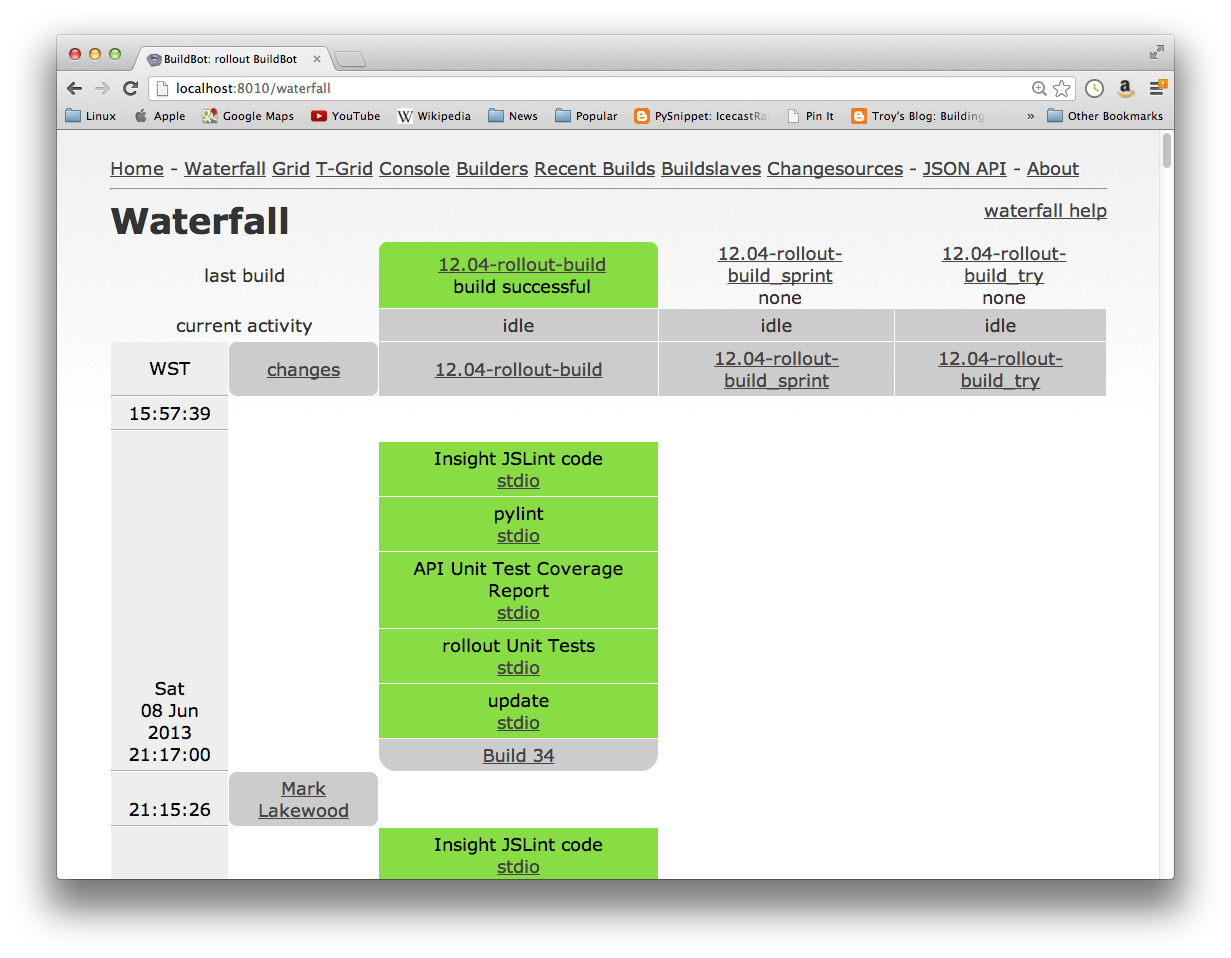 BuildBot: rollout BuildBot
localhost:8010/waterfall
Linux Apple Google Maps YouTube Wikipedia News Popular PySnippet: IcecastRa Pin It Troy's Blog: Building » Other Bookmarks
Home - Waterfall Grid T-Grid Console Builders Recent Builds Buildslaves Changesources - JSON API - About
Waterfall
waterfall help
last build
12.04-rollout-build
build successful
12.04-rollout-
build_sprint
none
12.04-rollout-
build_try
none
current activity idle idle idle
WST changes 12.04-rollout-build
12.04-rollout-
build_sprint
12.04-rollout-
build_try
15:57:39
Insight JSLint code
stdio
pylint
stdio
API Unit Test Coverage
Report
stdio
rollout Unit Tests
stdio
update
stdio
Build 34
Sat
08 Jun
2013
21:17:00
21:15:26
Mark
Lakewood
Insight JSLint code
stdio